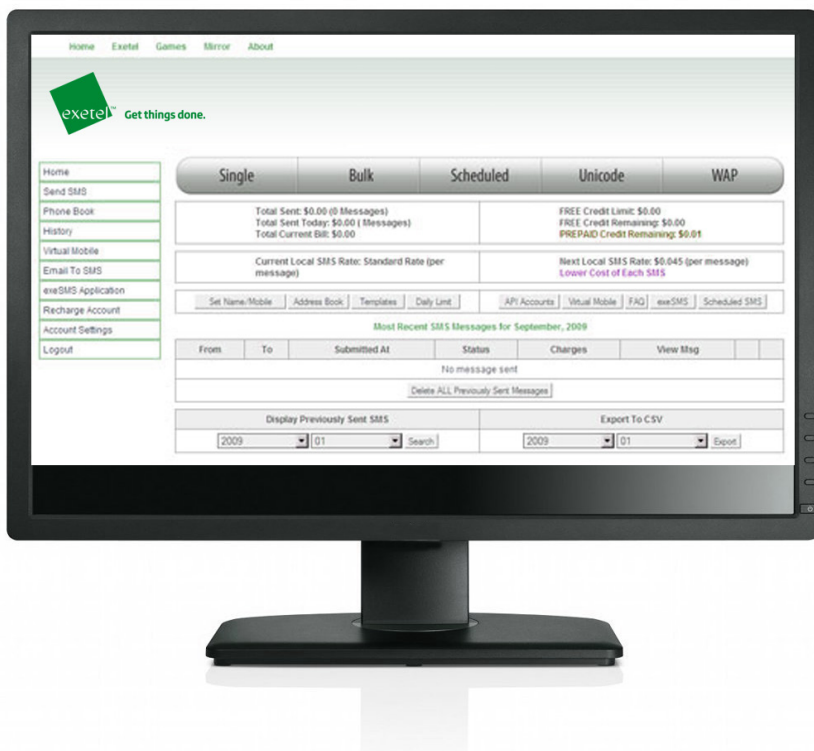 Home Exetel Games Mirror About
exetel™ Get things done.
Home
Send SMS
Phone Book
History
Virtual Mobile
Email To SMS
exeSMS Application
Recharge Account
Account Settings
Logout
Single Bulk Scheduled Unicode WAP
Total Sent: $0.00 (0 Messages)
Total Sent Today: $0.00 ( Messages)
Total Current Bill: $0.00
FREE Credit Limit: $0.00
FREE Credit Remaining: $0.00
PREPAID Credit Remaining: $0.01
Current Local SMS Rate: Standard Rate (per
message)
Next Local SMS Rate: $0.045 (per message)
Lower Cost of Each SMS
Set Name/Mobile Address Book Templates Daily Limit API Accounts Virtual Mobile FAQ exeSMS Scheduled SMS
Most Recent SMS Messages for September, 2009
From To Submitted At Status Charges View Msg
No message sent
Delete ALL Previously Sent Messages
Display Previously Sent SMS Export To CSV
2009 01 Search 2009 01 Export